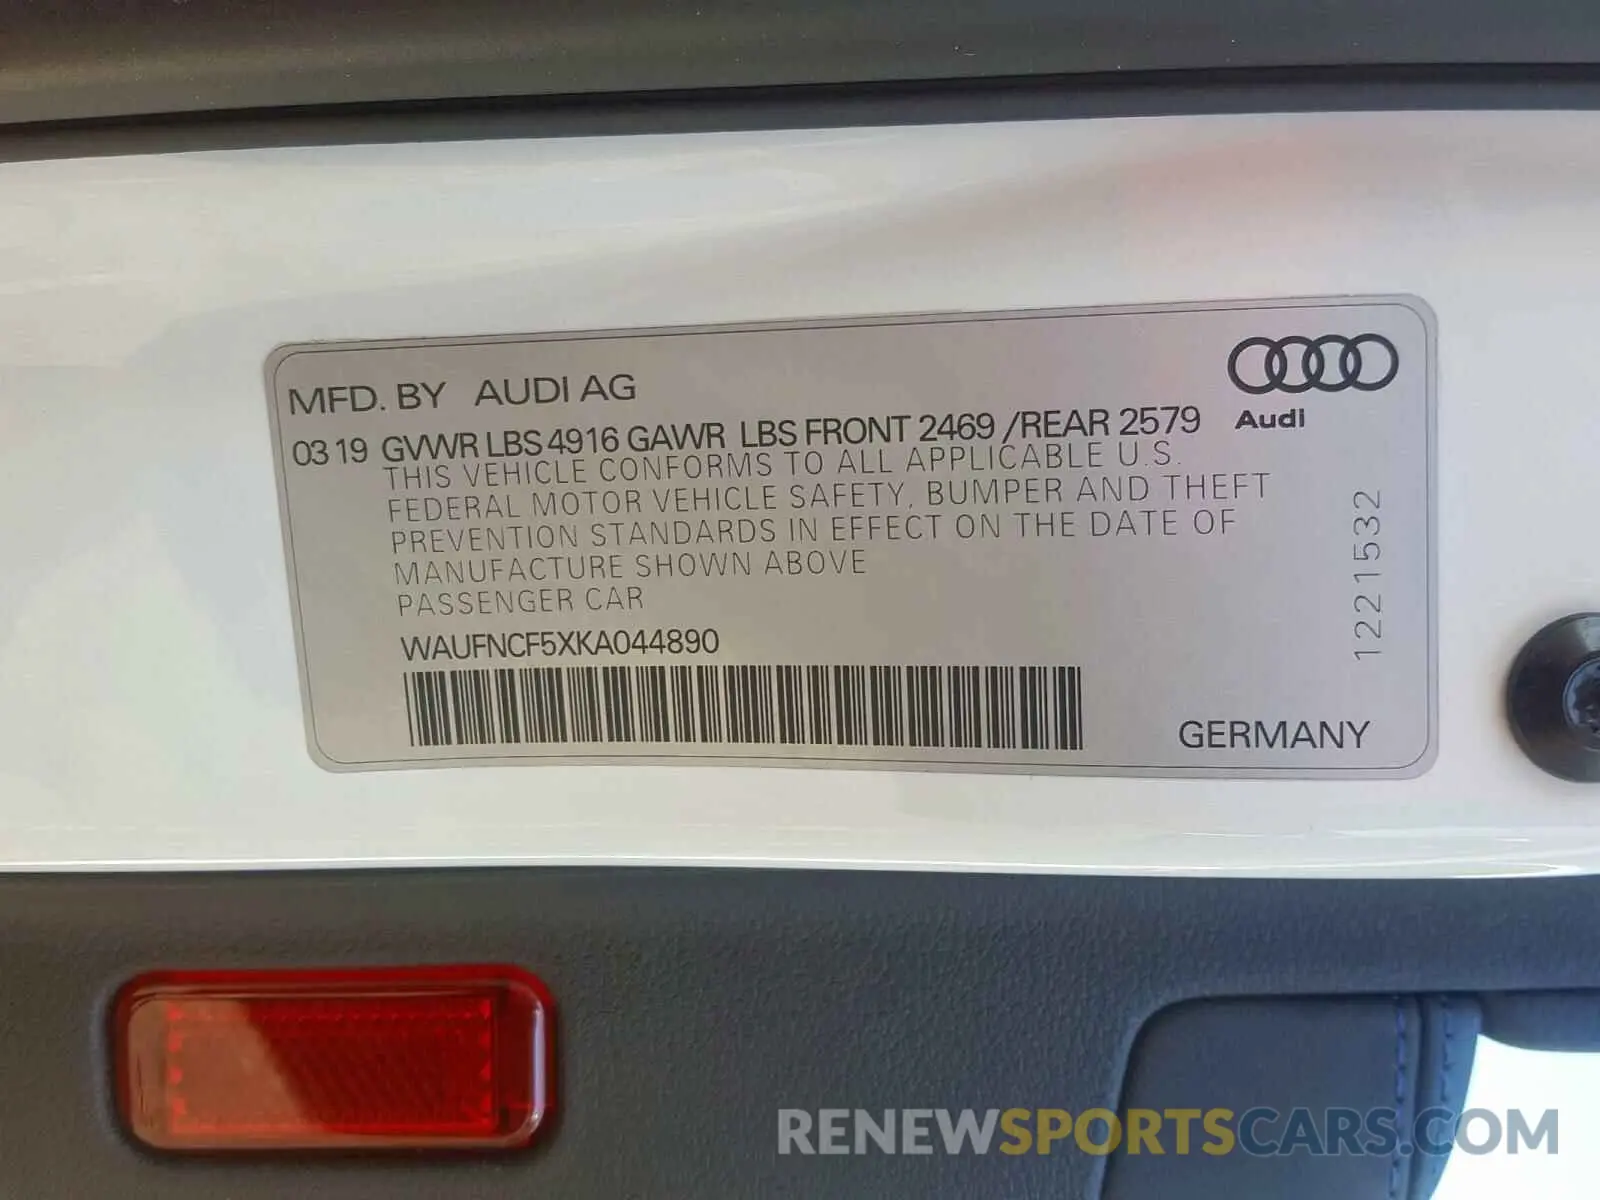 MFD. BY AUDI AG
Audi
03 19 GVWR LBS 4916 GAWR LBS FRONT 2469 /REAR 2579
THIS VEHICLE CONFORMS TO ALL APPLICABLE U.S.
FEDERAL MOTOR VEHICLE SAFETY, BUMPER AND THEFT
PREVENTION STANDARDS IN EFFECT ON THE DATE OF
MANUFACTURE SHOWN ABOVE
PASSENGER CAR
WAUFNCF5XKA044890
1221532
GERMANY
RENEWSPORTSCARS.COM